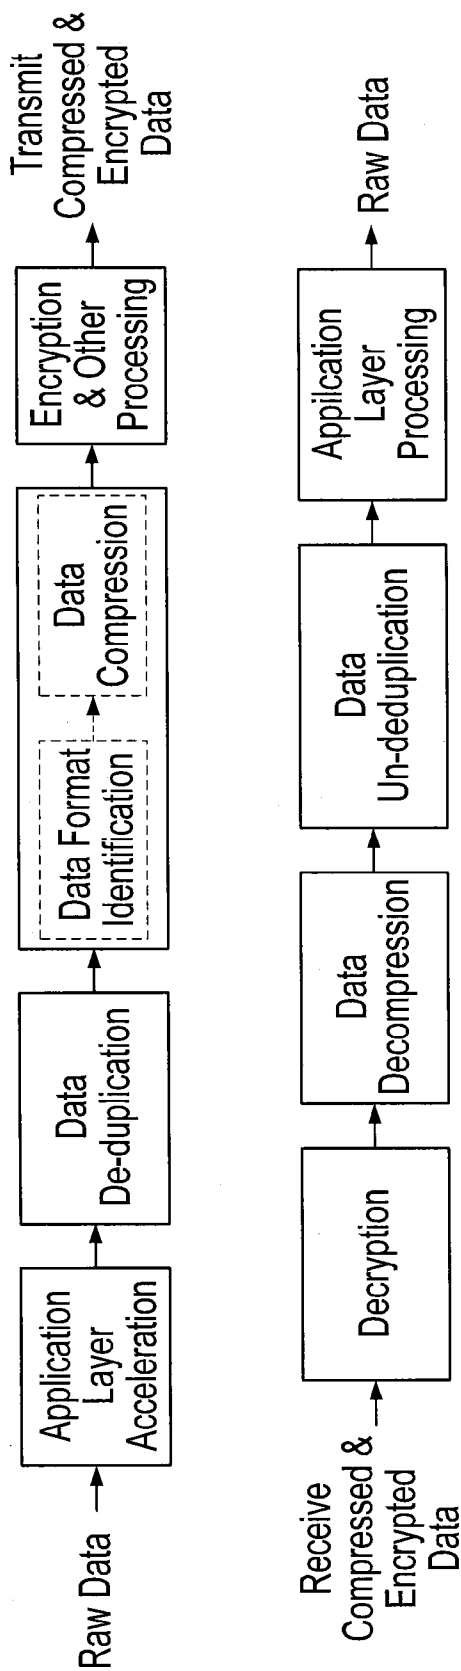 Raw Data
Application
Layer
Acceleration
Data
De-duplication
Data Format
Identification
Data
Compression
Encryption
& Other
Processing
Transmit
Compressed &
Encrypted
Data
Receive
Compressed &
Encrypted
Data
Decryption
Data
Decompression
Data
Un-deduplication
Appilcation
Layer
Processing
Raw Data